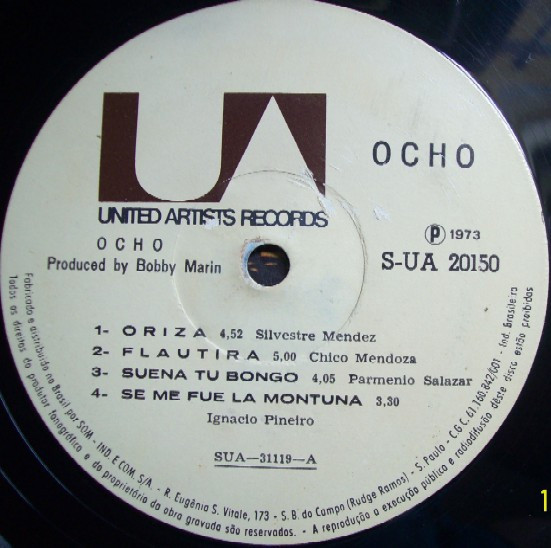 UA
UNITED ARTISTS RECORDS
OCHO
OCHO
Produced by Bobby Marin
Ⓟ 1973
S-UA 20150
1- ORIZA 4,52 Silvestre Mendez
2- FLAUTIRA 5,00 Chico Mendoza
3- SUENA TU BONGO 4,05 Parmenio Salazar
4- SE ME FUE LA MONTUNA 3,30
Ignacio Pineiro
SUA-31119-A
Fabricado e distribuido no Brasil por SOM - IND. E COM. S/A. - R. Eugênia S. Vitale, 173 - S. B. do Campo (Rudge Ramos) - S. Paulo - C G C. 61.160.842/001 - Ind. Brasileira
Todos os direitos do produtor fonográfico e do proprietário da obra gravada são reservados. - A reprodução a execução pública e radiodifusão dêste disco estão proibidas
1